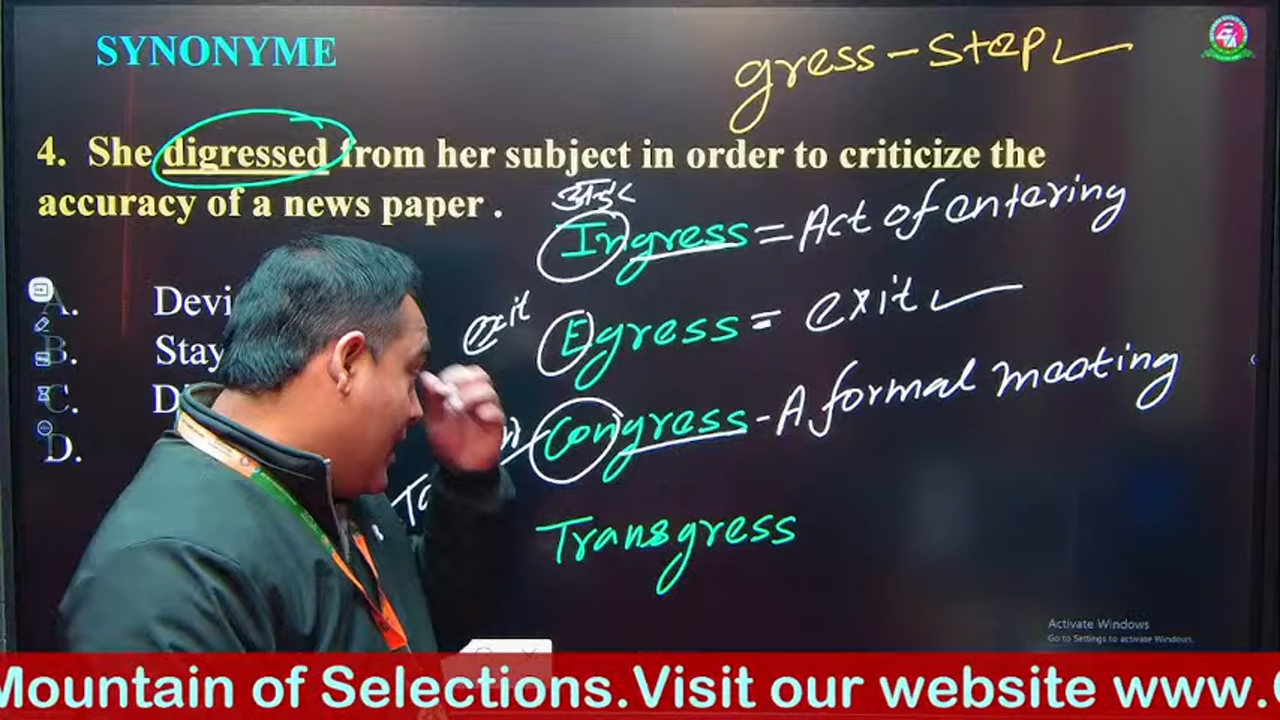 SYNONYME
gress - Step
4. She digressed from her subject in order to criticize the
accuracy of a news paper .
अन्दर
Ingress = Act of entering
A. Devi
exit
Egress = exit
B. Stay
Congress - A formal meeting
C. D
D.
To
Transgress
Activate Windows
Go to Settings to activate Windows.
Mountain of Selections.Visit our website www.